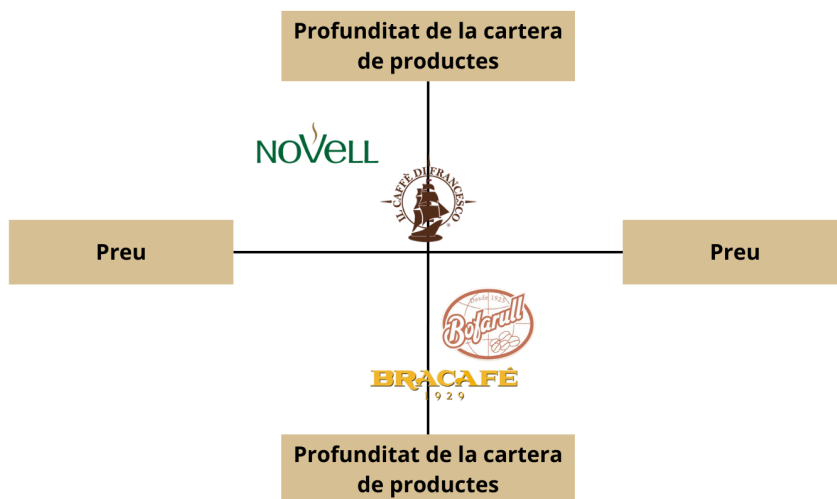 Profunditat de la cartera
de productes
NOVELL
IL CAFFÈ DI FRANCESCO
®
Preu
Preu
Desde 1923
Bofarull
BRACAFÉ
1929
Profunditat de la cartera
de productes